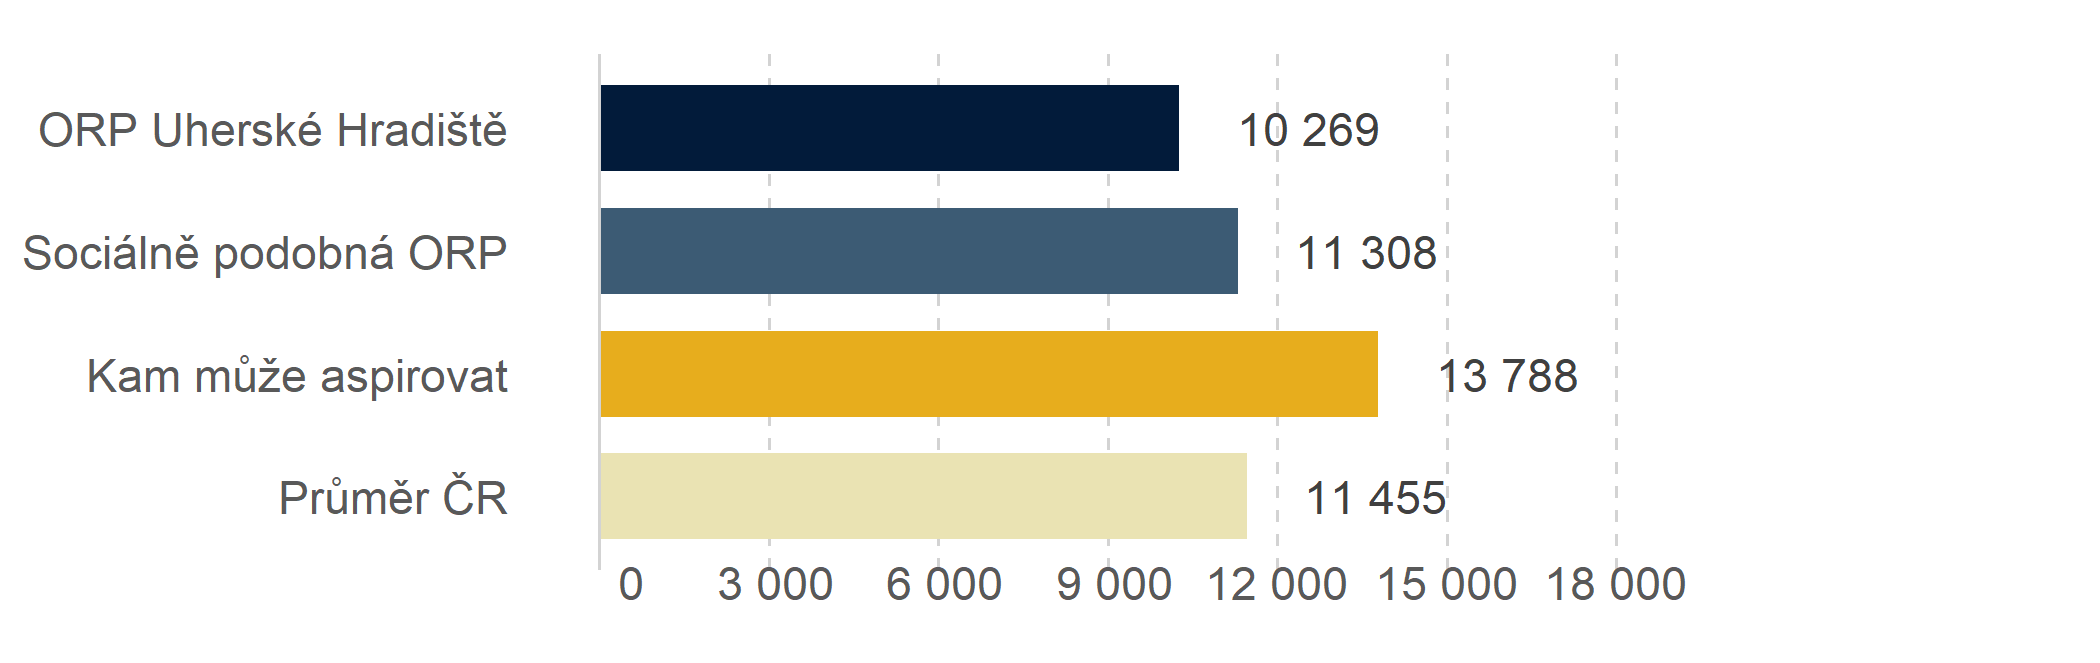 ORP Uherské Hradiště 10 269
Sociálně podobná ORP 11 308
Kam může aspirovat 13 788
Průměr ČR 11 455
0 3 000 6 000 9 000 12 000 15 000 18 000